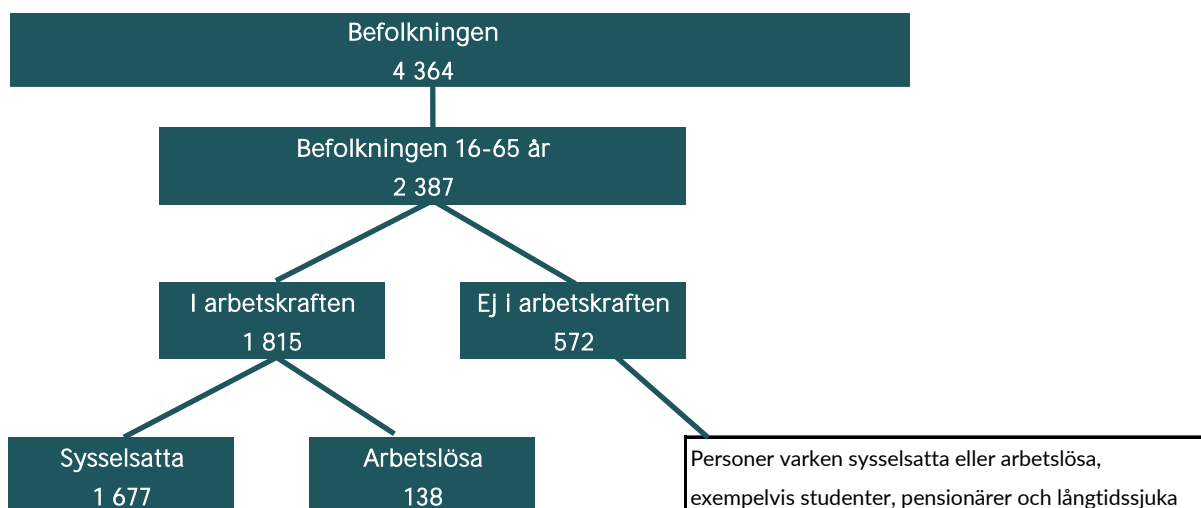 Befolkningen
4 364
Befolkningen 16-65 år
2 387
I arbetskraften
1 815
Ej i arbetskraften
572
Sysselsatta
1 677
Arbetslösa
138
Personer varken sysselsatta eller arbetslösa,
exempelvis studenter, pensionärer och långtidssjuka